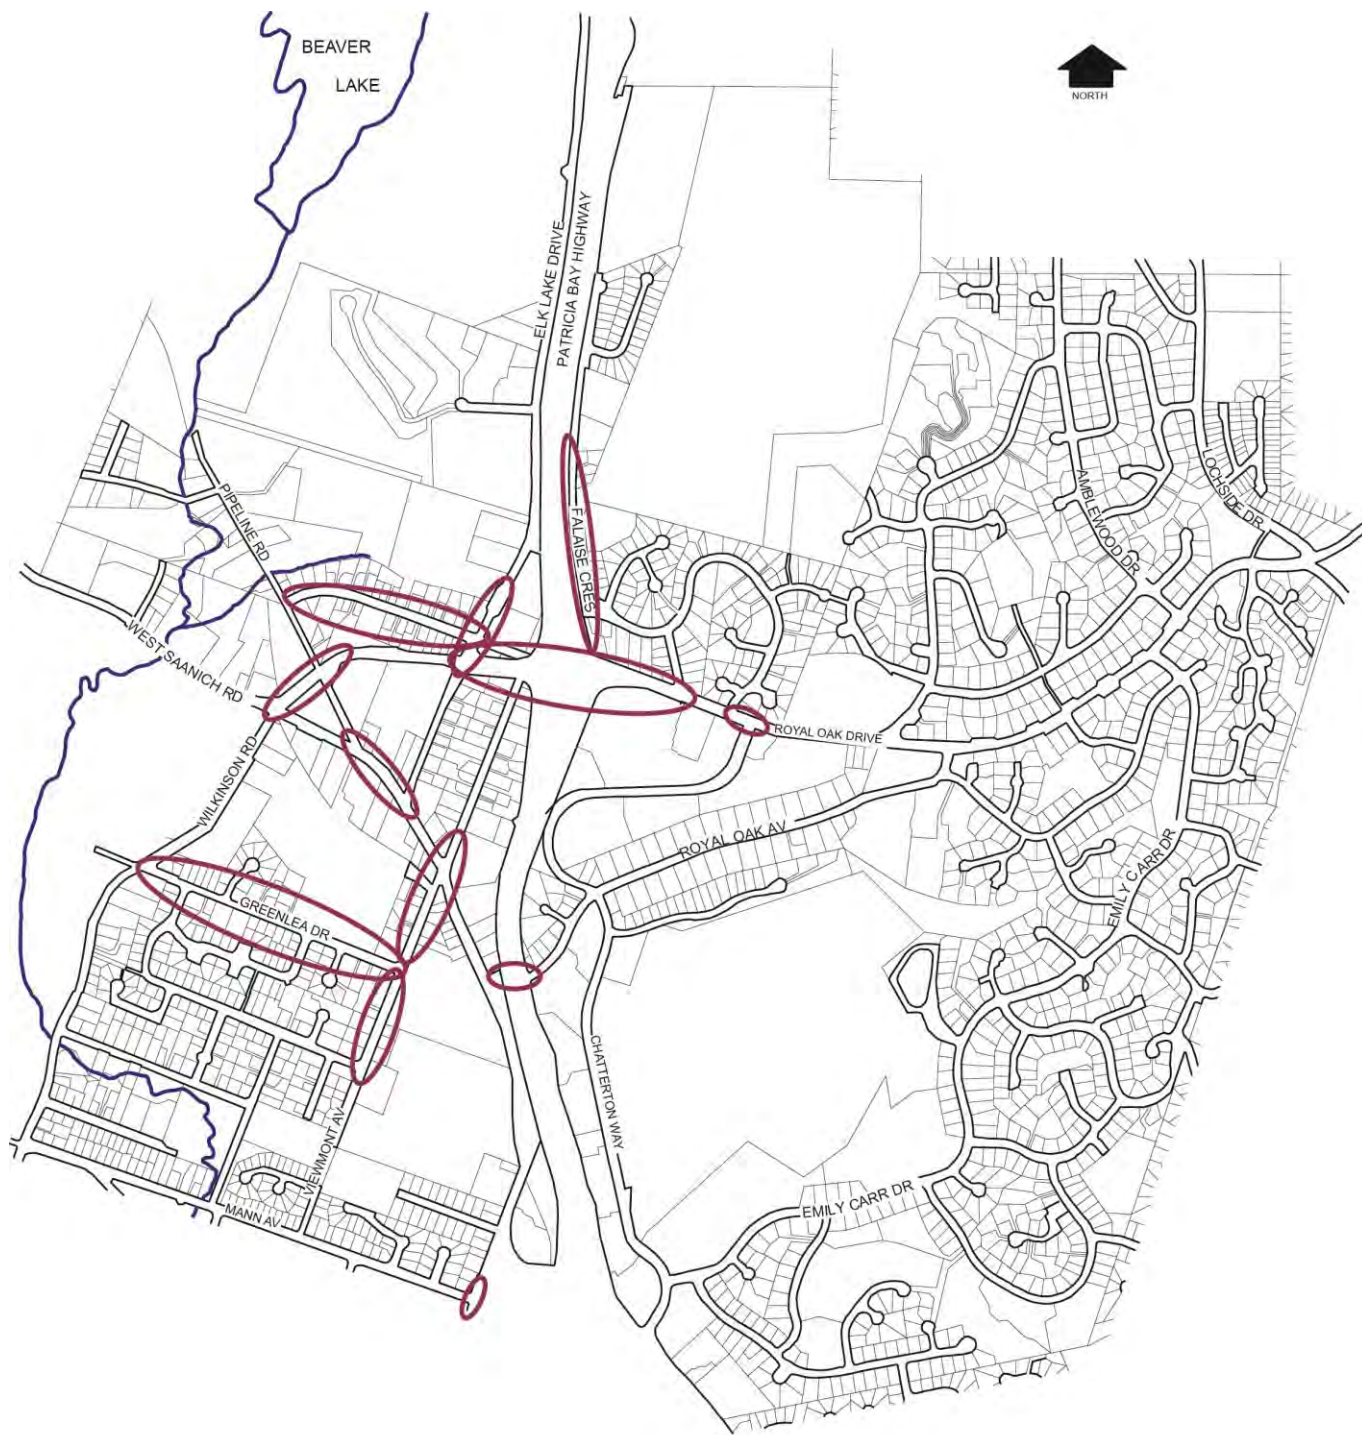 BEAVER
LAKE
NORTH
ELK LAKE DRIVE
PATRICIA BAY HIGHWAY
PIPELINE RD
FALAISE CRES
AMBLEWOOD DR
LOCHSIDE DR
WEST SAANICH RD
WILKINSON RD
ROYAL OAK DRIVE
ROYAL OAK AV
GREENLEA DR
EMILY CARR DR
CHATTERTON WAY
VIEWMONT AV
EMILY CARR DR
MANN AV